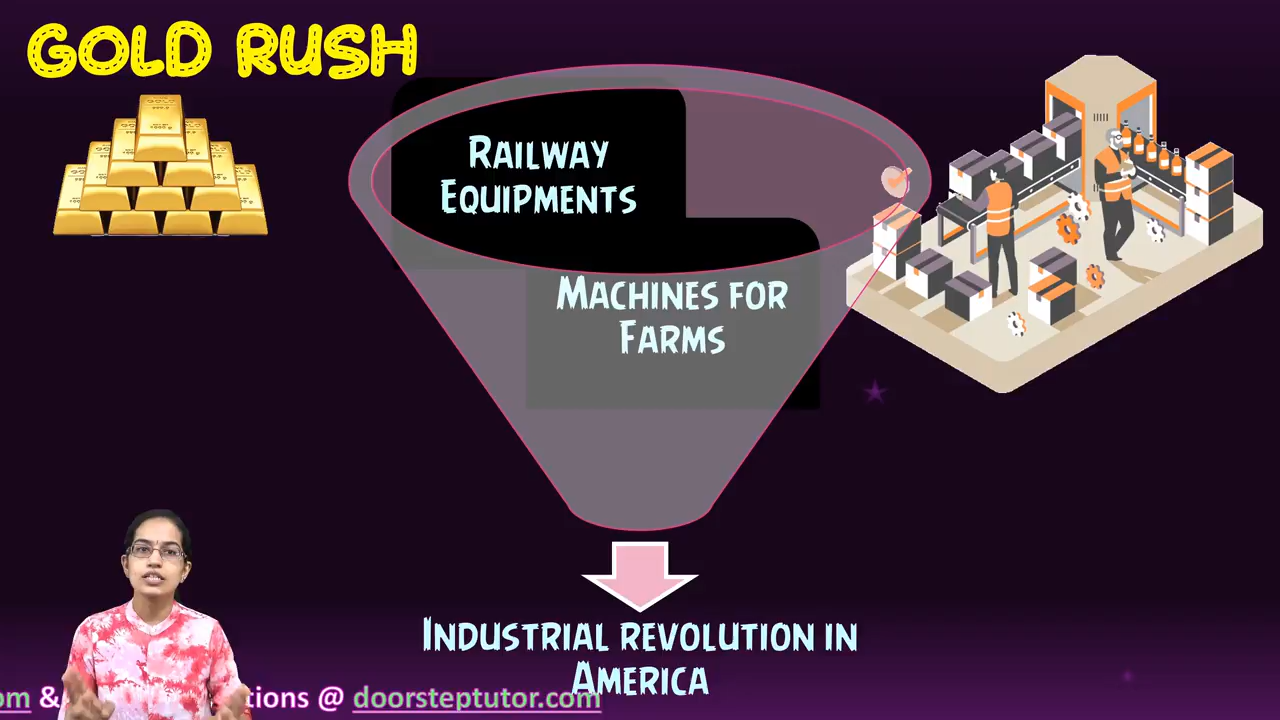 GOLD RUSH
RAILWAY
EQUIPMENTS
MACHINES FOR
FARMS
INDUSTRIAL REVOLUTION IN
AMERICA
om & tions @ doorsteptutor.com